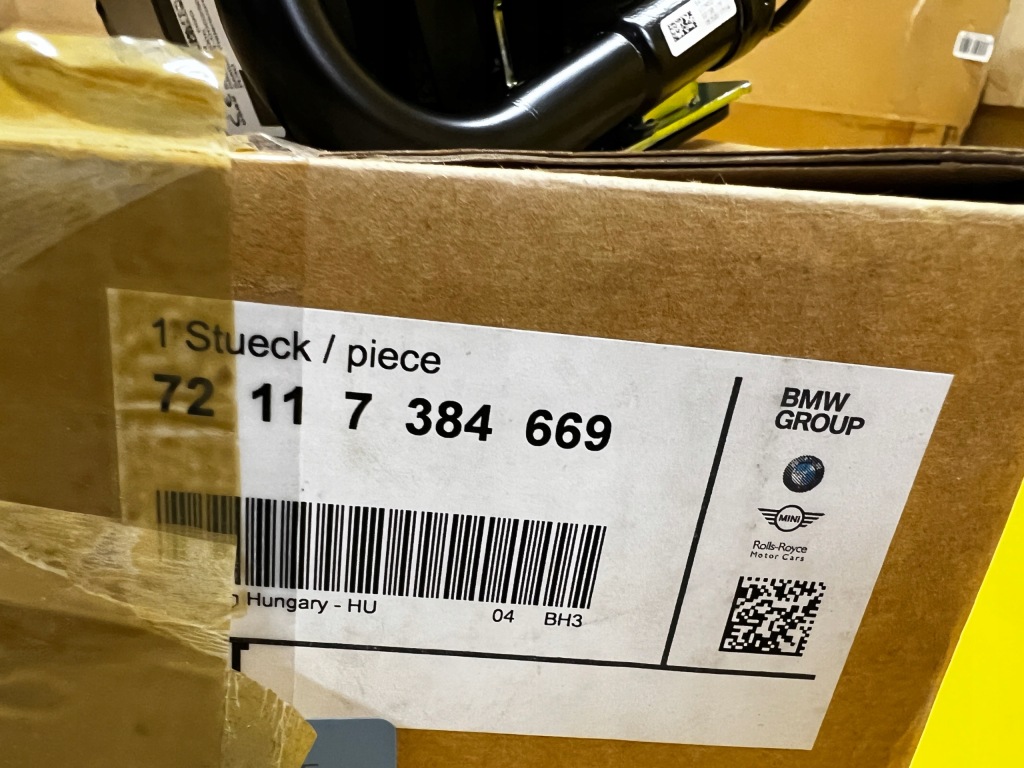 1 Stueck / piece
72 11 7 384 669
Hungary - HU
04 BH3
BMW
GROUP
MINI
Rolls-Royce
Motor Cars